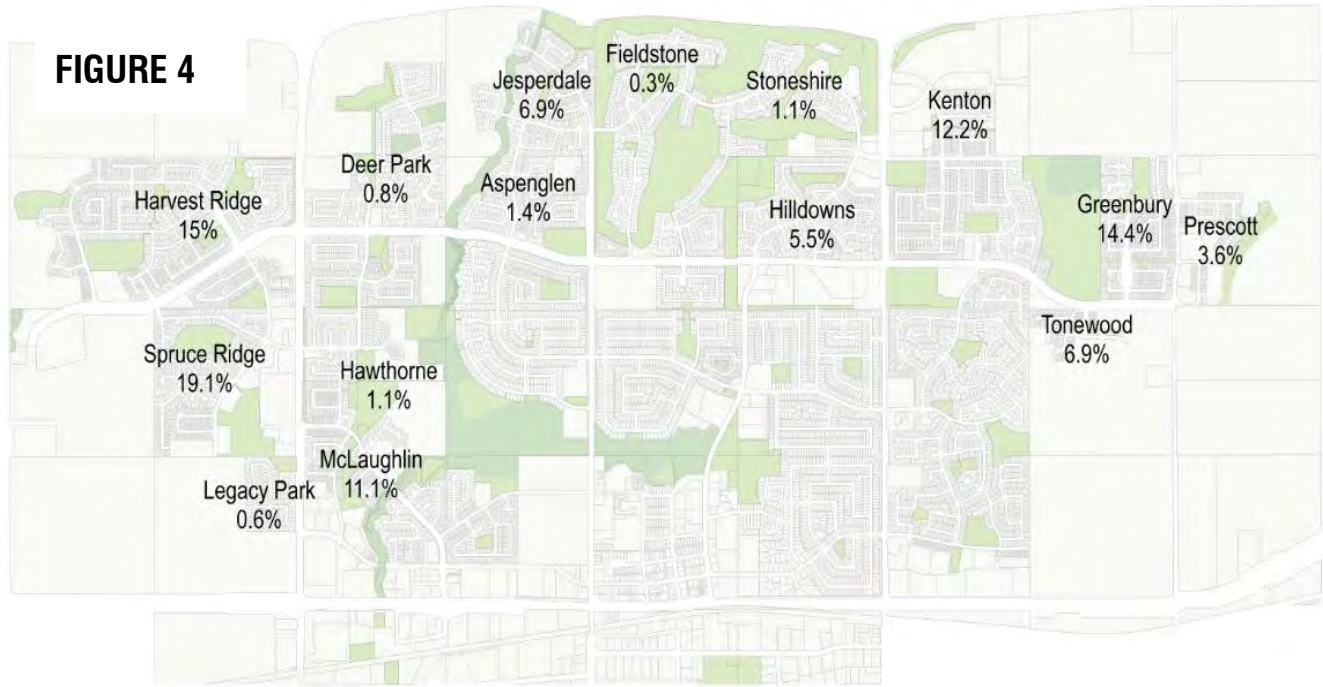 FIGURE 4
Fieldstone
0.3%
Jesperdale
6.9%
Stoneshire
1.1%
Kenton
12.2%
Deer Park
0.8%
Aspenglen
1.4%
Harvest Ridge
15%
Hilldowns
5.5%
Greenbury
14.4%
Prescott
3.6%
Tonewood
6.9%
Spruce Ridge
19.1%
Hawthorne
1.1%
McLaughlin
11.1%
Legacy Park
0.6%